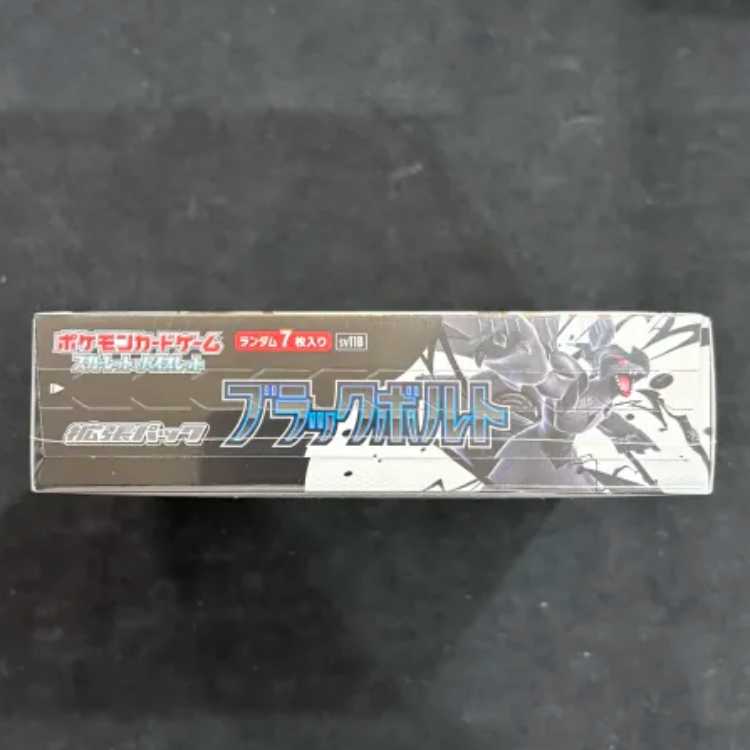 ポケモンカードゲーム
スカーレット&バイオレット
ランダム7枚入り sv11B
拡張パック
ブラックボルト